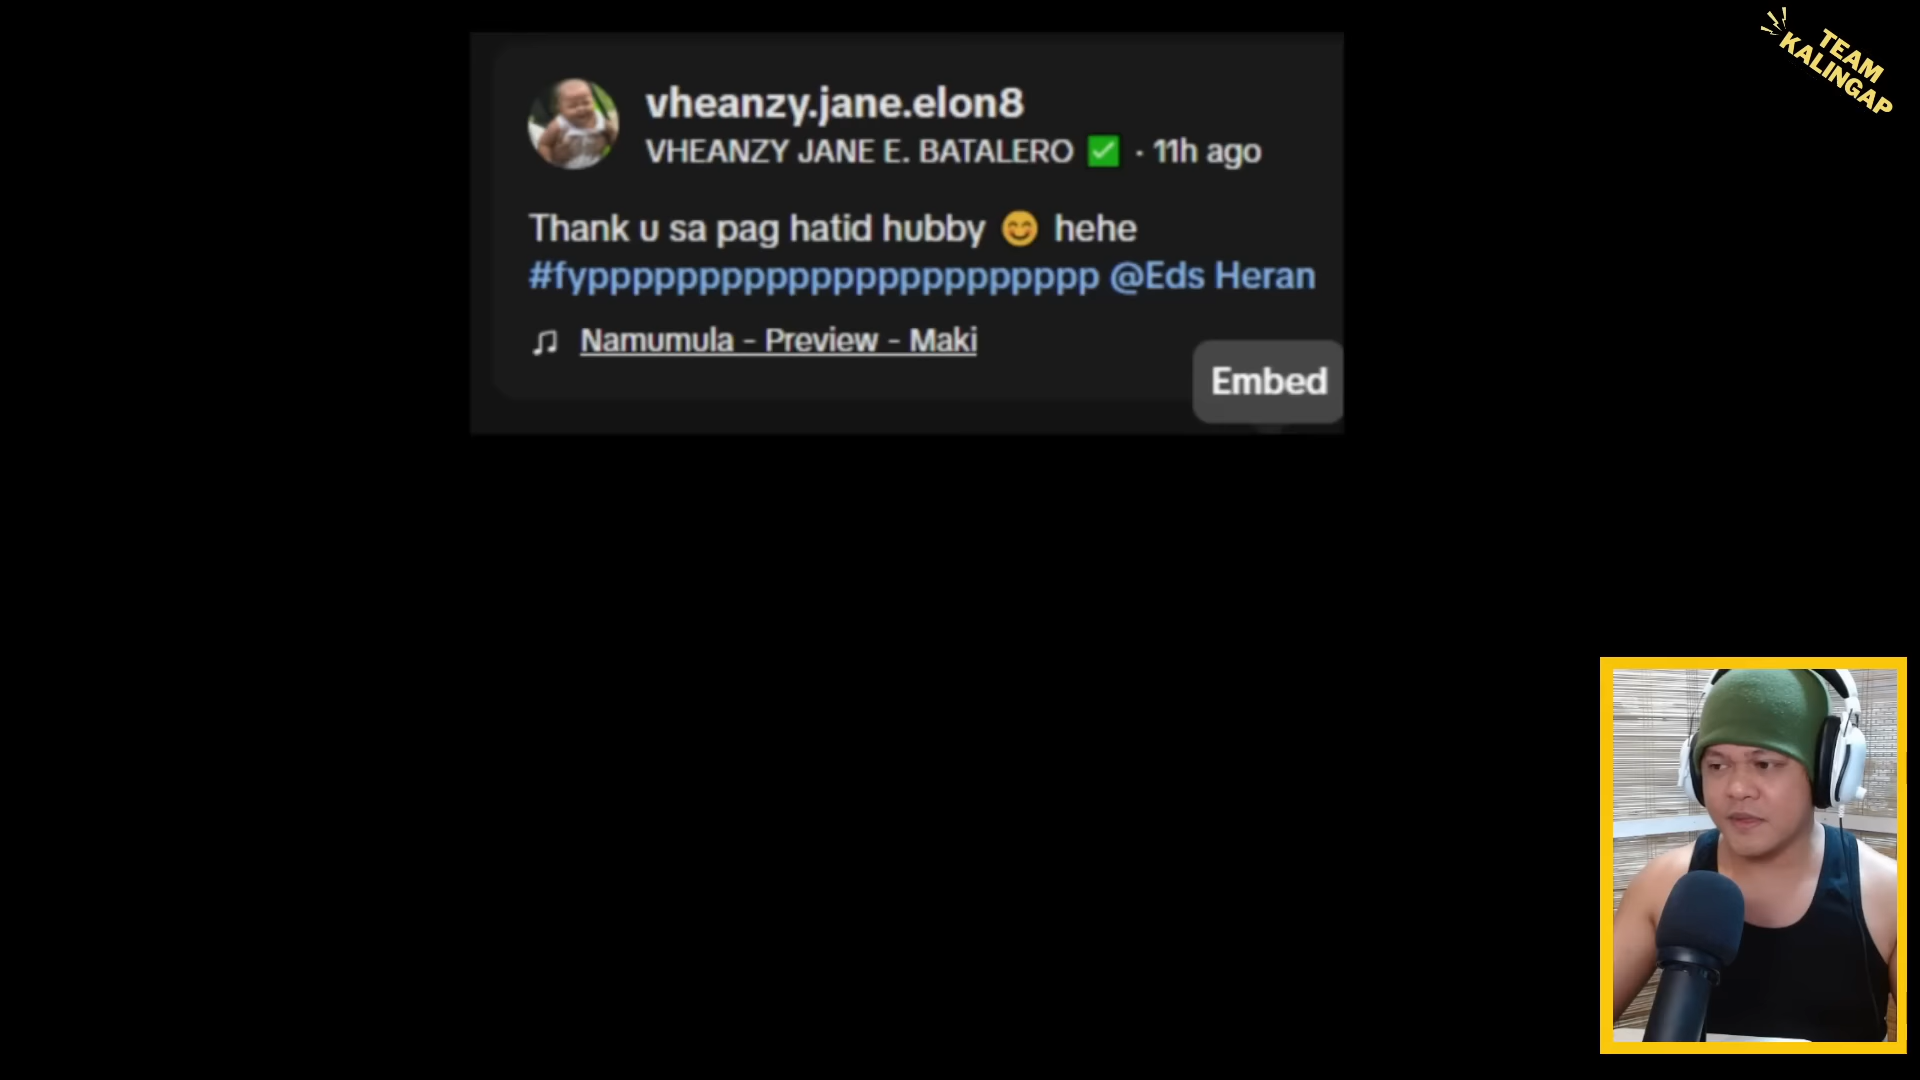 vheanzy.jane.elon8
VHEANZY JANE E. BATALERO ✅ · 11h ago
Thank u sa pag hatid hubby 😊 hehe
#fyppppppppppppppppppppppp @Eds Heran
♫ Namumula - Preview - Maki
Embed
TEAM
KALINGAP